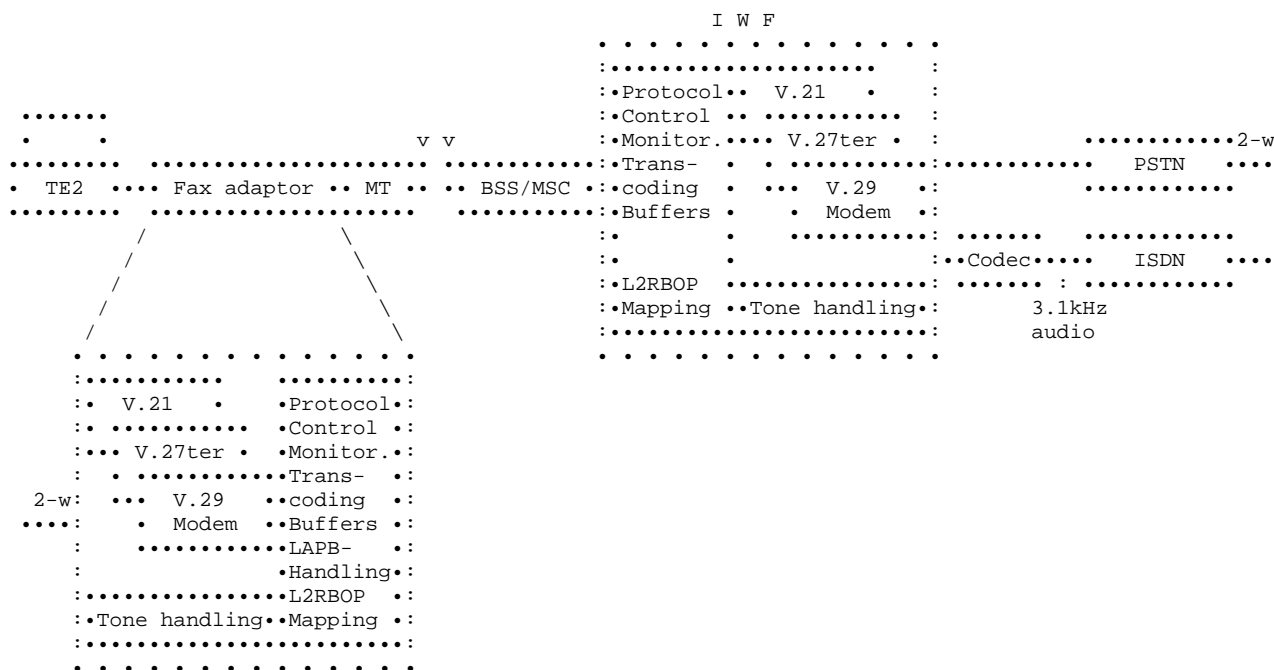 I W F
Protocol V.21
Control
v v Monitor. V.27ter 2-w
Trans- PSTN
TE2 Fax adaptor MT BSS/MSC coding V.29
Buffers Modem
Codec ISDN
L2RBOP
Mapping Tone handling 3.1kHz
audio
V.21 Protocol
Control
V.27ter Monitor.
Trans-
2-w V.29 coding
Modem Buffers
LAPB-
Handling
L2RBOP
Tone handling Mapping